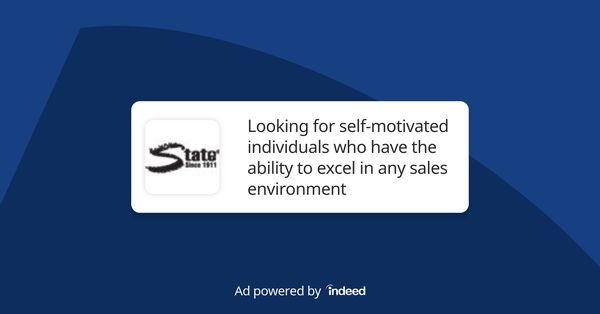 State®
Since 1911
Looking for self-motivated
individuals who have the
ability to excel in any sales
environment
Ad powered by indeed